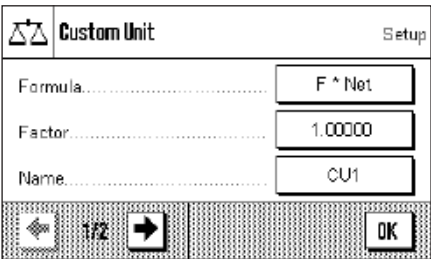 Custom Unit Setup
Formula F * Net
Factor 1.00000
Name CU1
1/2 OK